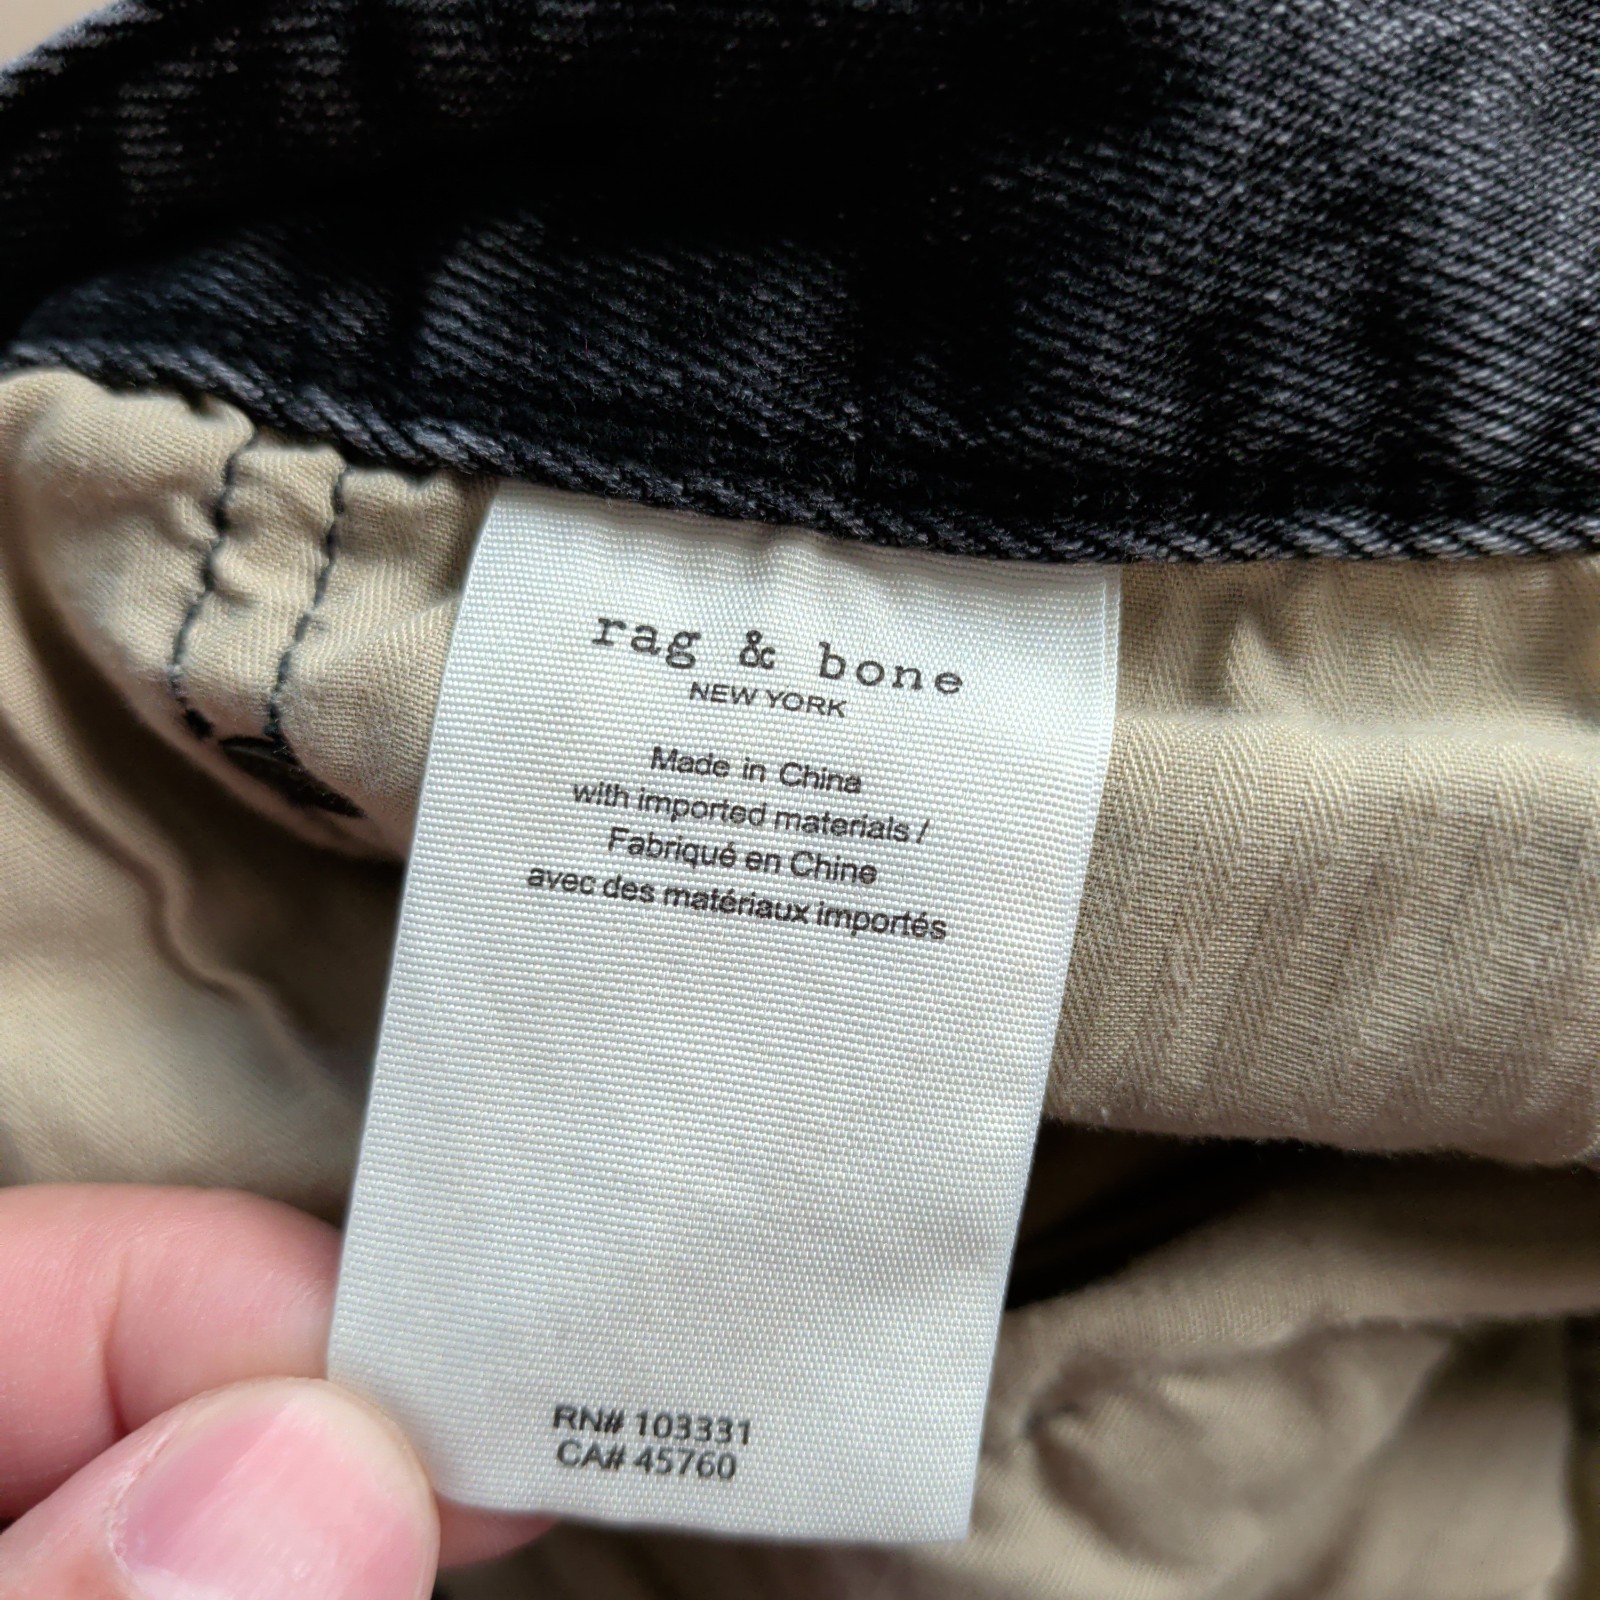 rag & bone
NEW YORK
Made in China
with imported materials /
Fabriqué en Chine
avec des matériaux importés
RN# 103331
CA# 45760